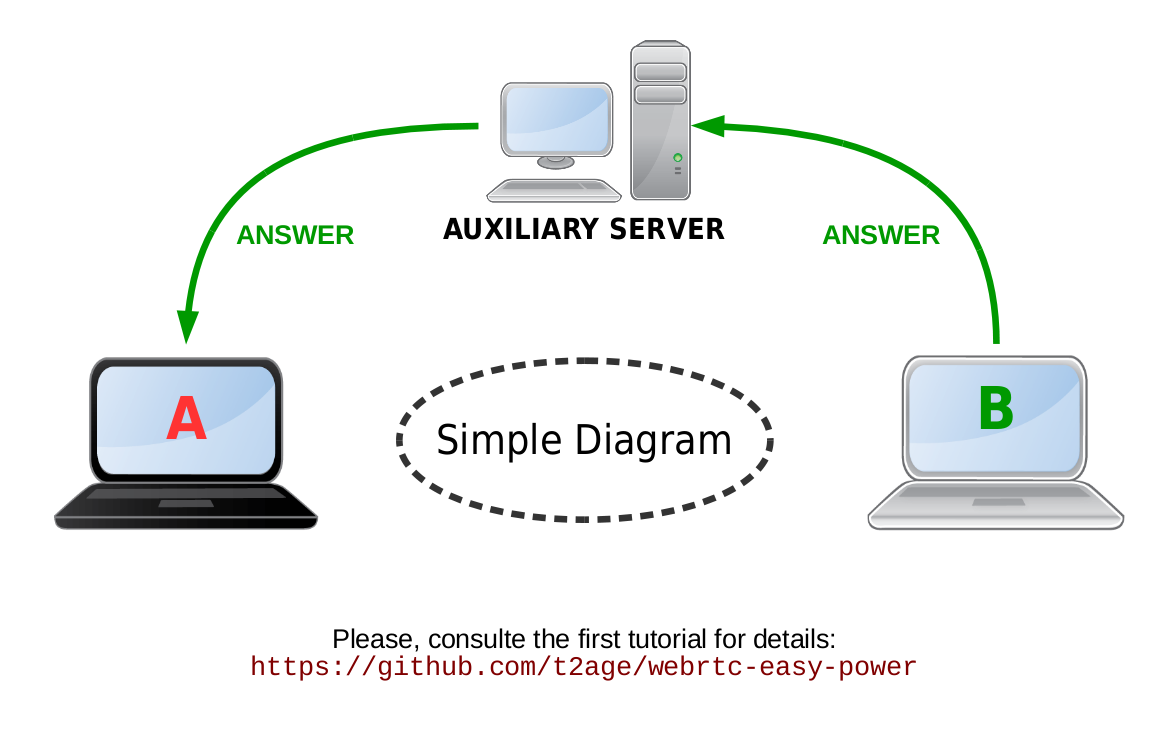 AUXILIARY SERVER
ANSWER
ANSWER
A
B
Simple Diagram
Please, consulte the first tutorial for details:
https://github.com/t2age/webrtc-easy-power